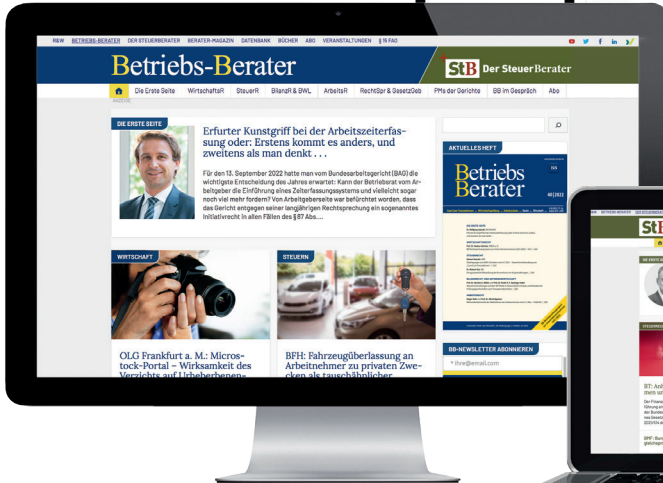 R&W BETRIEBS-BERATER DER STEUERBERATER BERATER-MAGAZIN DATENBANK BÜCHER ABO VERANSTALTUNGEN § 15 FAO
Betriebs-Berater
StB Der SteuerBerater
Die Erste Seite WirtschaftsR SteuerR BilanzR & BWL ArbeitsR RechtSpr & GesetzGeb PMs der Gerichte BB im Gespräch Abo
ANZEIGE
DIE ERSTE SEITE
Erfurter Kunstgriff bei der Arbeitszeiterfas-
sung oder: Erstens kommt es anders, und
zweitens als man denkt . . .
Für den 13. September 2022 hatte man vom Bundesarbeitsgericht (BAG) die
wichtigste Entscheidung des Jahres erwartet: Kann der Betriebsrat vom Ar-
beitgeber die Einführung eines Zeiterfassungssystems und vielleicht sogar
noch viel mehr fordern? Von Arbeitgeberseite war befürchtet worden, dass
das Gericht entgegen seiner langjährigen Rechtsprechung ein sogenanntes
Initiativrecht in allen Fällen des § 87 Abs....
AKTUELLES HEFT
Betriebs
Berater
40 | 2022
WIRTSCHAFT
OLG Frankfurt a. M.: Micros-
tock-Portal – Wirksamkeit des
Verzichts auf Urheberbenen-
STEUERN
BFH: Fahrzeugüberlassung an
Arbeitnehmer zu privaten Zwe-
cken als tauschähnlicher
BB-NEWSLETTER ABONNIEREN
* Ihre@email.com
StB